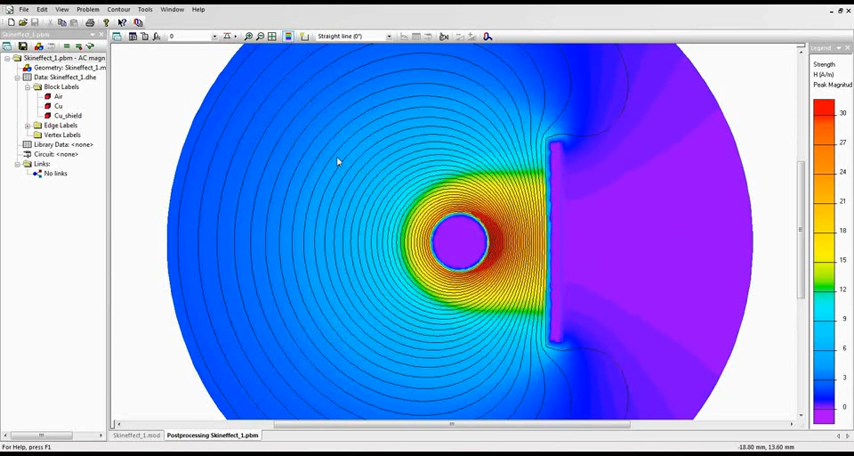 File Edit View Problem Contour Tools Window Help
0
Straight line (0°)
Skineffect_1.pbm
Legend
Skineffect_1.pbm - AC magn
Geometry: Skineffect_1.m
Data: Skineffect_1.dhe
Block Labels
Air
Cu
Cu_shield
Edge Labels
Vertex Labels
Library Data: <none>
Circuit: <none>
Links:
No links
Strength
H (A/m)
Peak Magnitud
30
27
24
21
18
15
12
9
6
3
0
Skineffect_1.mod
Postprocessing Skineffect_1.pbm
For Help, press F1
-18.80 mm, 13.60 mm